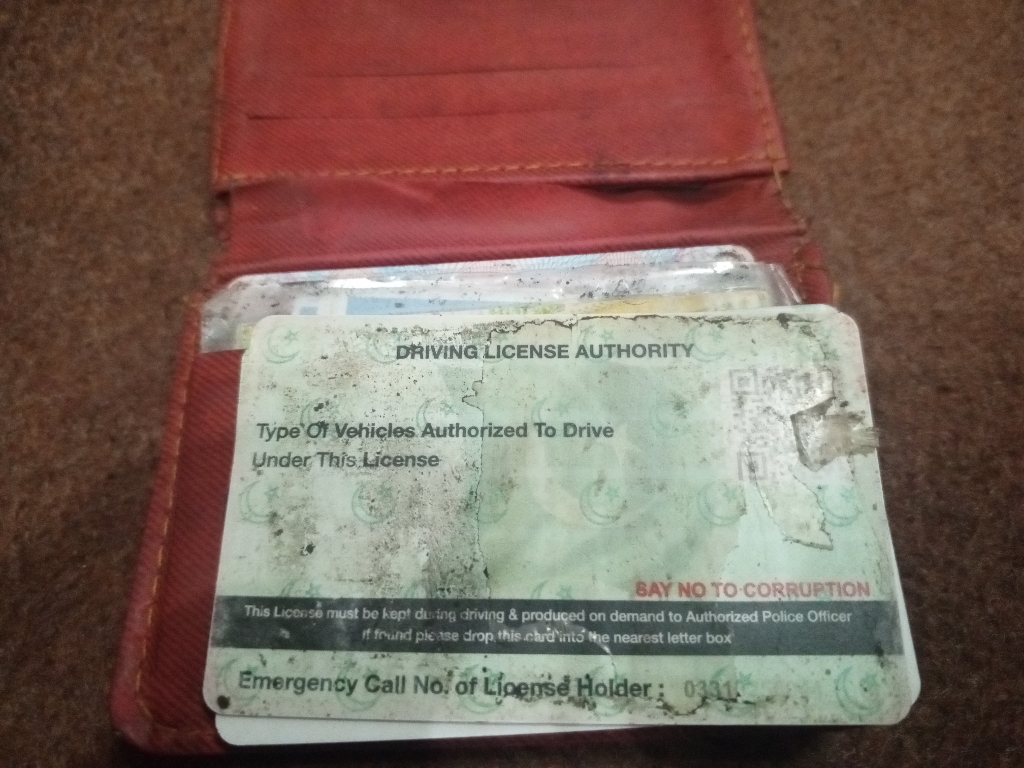 DRIVING LICENSE AUTHORITY
Type Of Vehicles Authorized To Drive
Under This License
SAY NO TO CORRUPTION
This License must be kept during driving & produced on demand to Authorized Police Officer
If found please drop this card into the nearest letter box
Emergency Call No. of License Holder : 0331